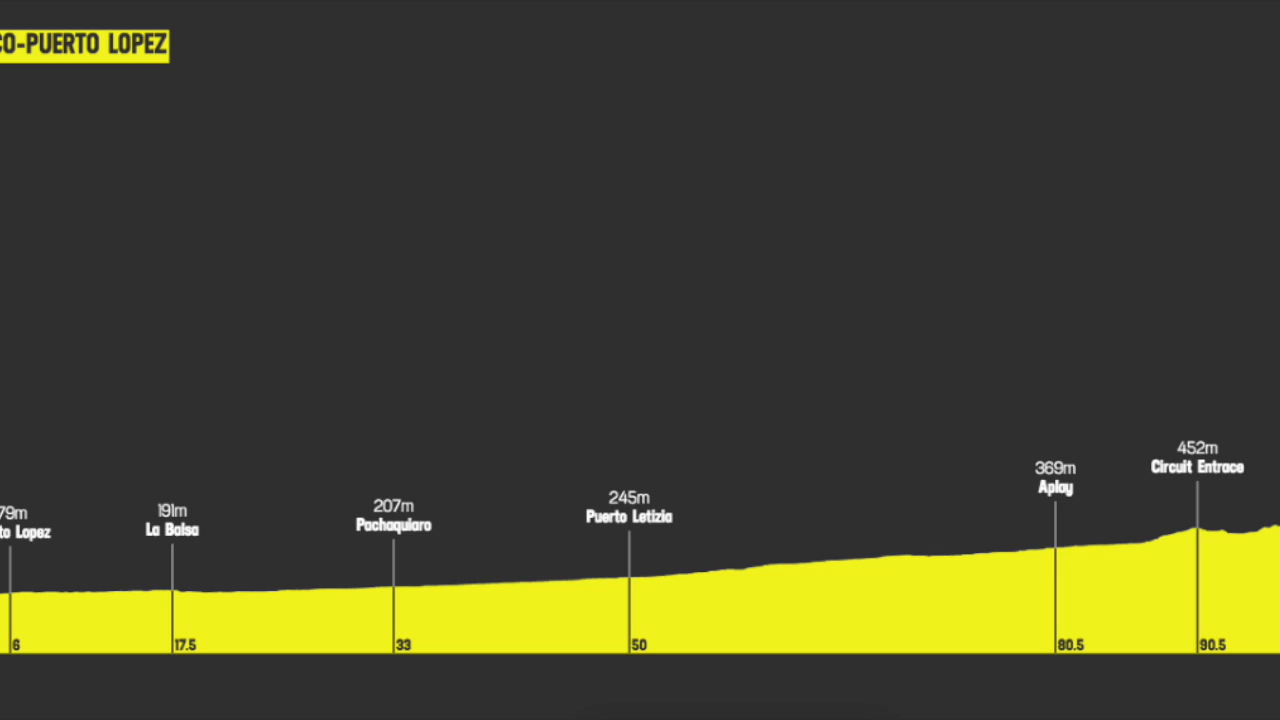 CO-PUERTO LOPEZ
452m
Circuit Entrace
369m
Aplay
245m
Puerto Letizia
207m
Pachaquiaro
191m
La Balsa
79m
to Lopez
6
17.5
33
50
80.5
90.5